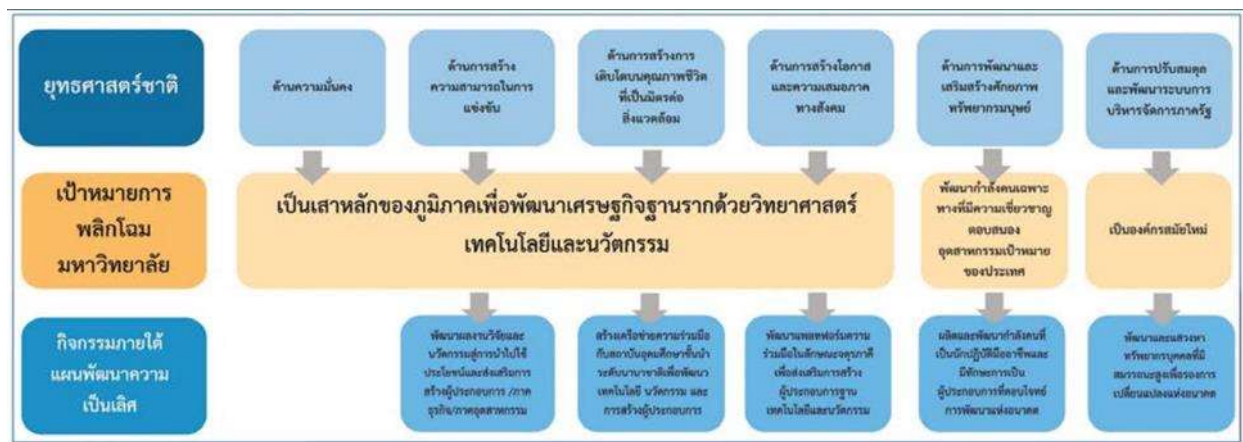 ยุทธศาสตร์ชาติ
ด้านความมั่นคง
ด้านการสร้าง
ความสามารถในการ
แข่งขัน
ด้านการสร้างการ
เติบโตบนคุณภาพชีวิต
ที่เป็นมิตรต่อ
สิ่งแวดล้อม
ด้านการสร้างโอกาส
และความเสมอภาค
ทางสังคม
ด้านการพัฒนาและ
เสริมสร้างศักยภาพ
ทรัพยากรมนุษย์
ด้านการปรับสมดุล
และพัฒนาระบบการ
บริหารจัดการภาครัฐ
เป้าหมายการ
พลิกโฉม
มหาวิทยาลัย
เป็นเสาหลักของภูมิภาคเพื่อพัฒนาเศรษฐกิจฐานรากด้วยวิทยาศาสตร์
เทคโนโลยีและนวัตกรรม
พัฒนากำลังคนเฉพาะ
ทางที่มีความเชี่ยวชาญ
ตอบสนอง
อุตสาหกรรมเป้าหมาย
ของประเทศ
เป็นองค์กรสมัยใหม่
กิจกรรมภายใต้
แผนพัฒนาความ
เป็นเลิศ
พัฒนาผลงานวิจัยและ
นวัตกรรมสู่การนำไปใช้
ประโยชน์และส่งเสริมการ
สร้างผู้ประกอบการ /ภาค
ธุรกิจ/ภาคอุตสาหกรรม
สร้างเครือข่ายความร่วมมือ
กับสถาบันอุดมศึกษาชั้นนำ
ระดับนานาชาติเพื่อพัฒนา
เทคโนโลยี นวัตกรรม และ
การสร้างผู้ประกอบการ
พัฒนาแพลตฟอร์มความ
ร่วมมือในลักษณะจตุรภาคี
เพื่อส่งเสริมการสร้าง
ผู้ประกอบการฐาน
เทคโนโลยีและนวัตกรรม
ผลิตและพัฒนากำลังคนที่
เป็นนักปฏิบัติมืออาชีพและ
มีทักษะการเป็น
ผู้ประกอบการที่ตอบโจทย์
การพัฒนาแห่งอนาคต
พัฒนาและแสวงหา
ทรัพยากรบุคคลที่มี
สมรรถนะสูงเพื่อรองการ
เปลี่ยนแปลงแห่งอนาคต